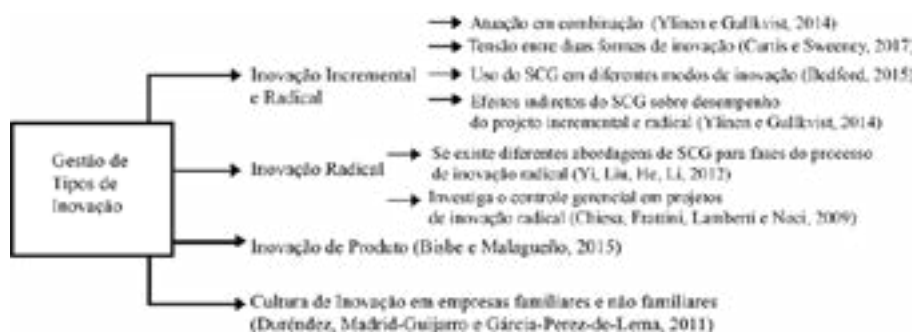 Atuação em combinação (Ylinen e Gullkvist, 2014)
Tensão entre duas formas de inovação (Curtis e Sweeney, 2017)
Inovação Incremental
e Radical
Uso do SCG em diferentes modos de inovação (Bedford, 2015)
Efeitos indiretos do SCG sobre desempenho
do projeto incremental e radical (Ylinen e Gullkvist, 2014)
Gestão de
Tipos de
Inovação
Inovação Radical
Se existe diferentes abordagens de SCG para fases do processo
de inovação radical (Yi, Liu, He, Li, 2012)
Investiga o controle gerencial em projetos
de inovação radical (Chiesa, Frattini, Lamberti e Noci, 2009)
Inovação de Produto (Bisbe e Malagueño, 2015)
Cultura de Inovação em empresas familiares e não familiares
(Duréndez, Madrid-Guijarro e Gárcia-Perez-de-Lema, 2011)